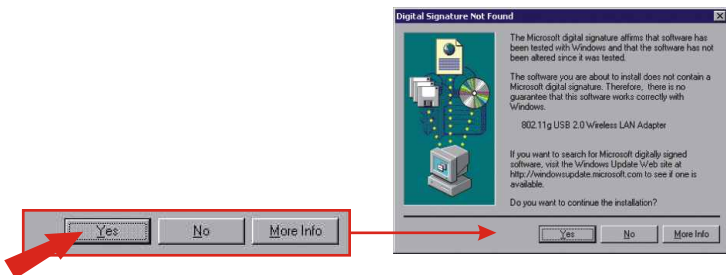 Digital Signature Not Found
The Microsoft digital signature affirms that software has
been tested with Windows and that the software has not
been altered since it was tested.
The software you are about to install does not contain a
Microsoft digital signature. Therefore, there is no
guarantee that this software works correctly with
Windows.
802.11g USB 2.0 Wireless LAN Adapter
If you want to search for Microsoft digitally signed
software, visit the Windows Update Web site at
http://windowsupdate.microsoft.com to see if one is
available.
Do you want to continue the installation?
Yes No More Info
Yes No More Info